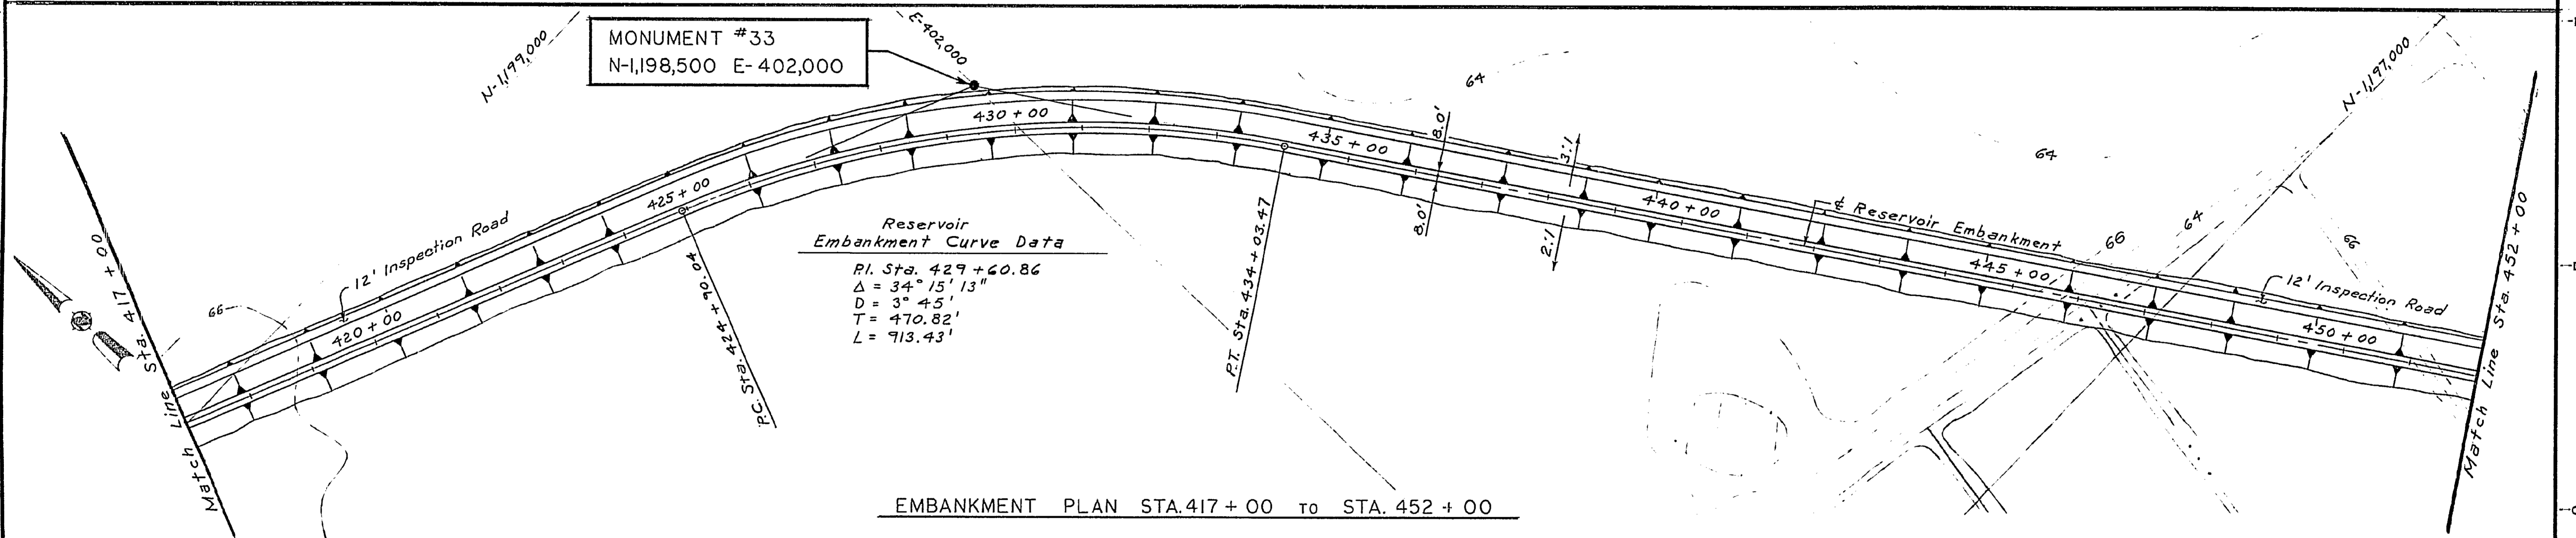 MONUMENT #33
N-1,198,500 E-402,000
N-1,199,000
E-402,000
N-1,197,000
64
64
64
66
66
66
430+00
435+00
425+00
440+00
420+00
445+00
450+00
8.0'
8.0'
3:1
2:1
℄ Reservoir Embankment
12' Inspection Road
12' Inspection Road
Match Line Sta. 417+00
Match Line Sta. 452+00
P.C. Sta. 424+90.04
P.T. Sta. 434+03.47
Reservoir
Embankment Curve Data
P.I. Sta. 429+60.86
Δ = 34° 15' 13"
D = 3° 45'
T = 470.82'
L = 913.43'
EMBANKMENT PLAN STA. 417+00 TO STA. 452+00